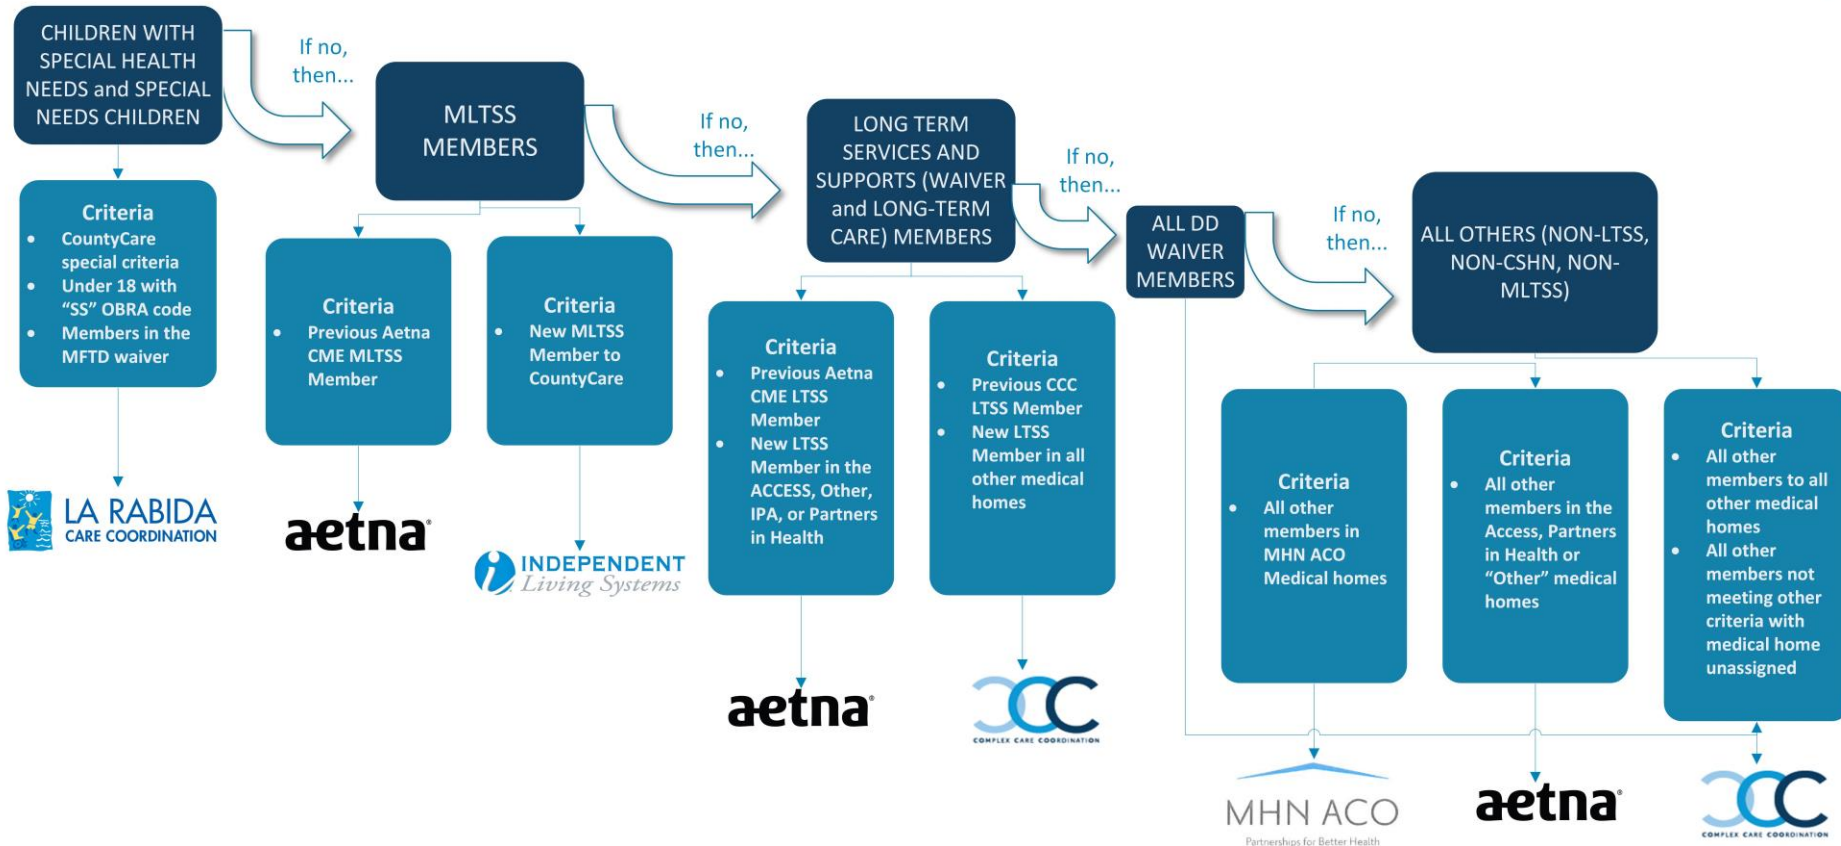 CHILDREN WITH
SPECIAL HEALTH
NEEDS and SPECIAL
NEEDS CHILDREN
If no,
then...
MLTSS
MEMBERS
If no,
then...
LONG TERM
SERVICES AND
SUPPORTS (WAIVER
and LONG-TERM
CARE) MEMBERS
If no,
then...
ALL DD
WAIVER
MEMBERS
If no,
then...
ALL OTHERS (NON-LTSS,
NON-CSHN, NON-
MLTSS)
Criteria
• CountyCare
special criteria
• Under 18 with
“SS” OBRA code
• Members in the
MFTD waiver
LA RABIDA
CARE COORDINATION
Criteria
• Previous Aetna
CME MLTSS
Member
aetna®
Criteria
• New MLTSS
Member to
CountyCare
INDEPENDENT
Living Systems
Criteria
• Previous Aetna
CME LTSS
Member
• New LTSS
Member in the
ACCESS, Other,
IPA, or Partners
in Health
aetna®
Criteria
• Previous CCC
LTSS Member
• New LTSS
Member in all
other medical
homes
CCC
COMPLEX CARE COORDINATION
Criteria
• All other
members in
MHN ACO
Medical homes
MHN ACO
Partnerships for Better Health
Criteria
• All other
members in the
Access, Partners
in Health or
“Other” medical
homes
aetna®
Criteria
• All other
members to all
other medical
homes
• All other
members not
meeting other
criteria with
medical home
unassigned
CCC
COMPLEX CARE COORDINATION